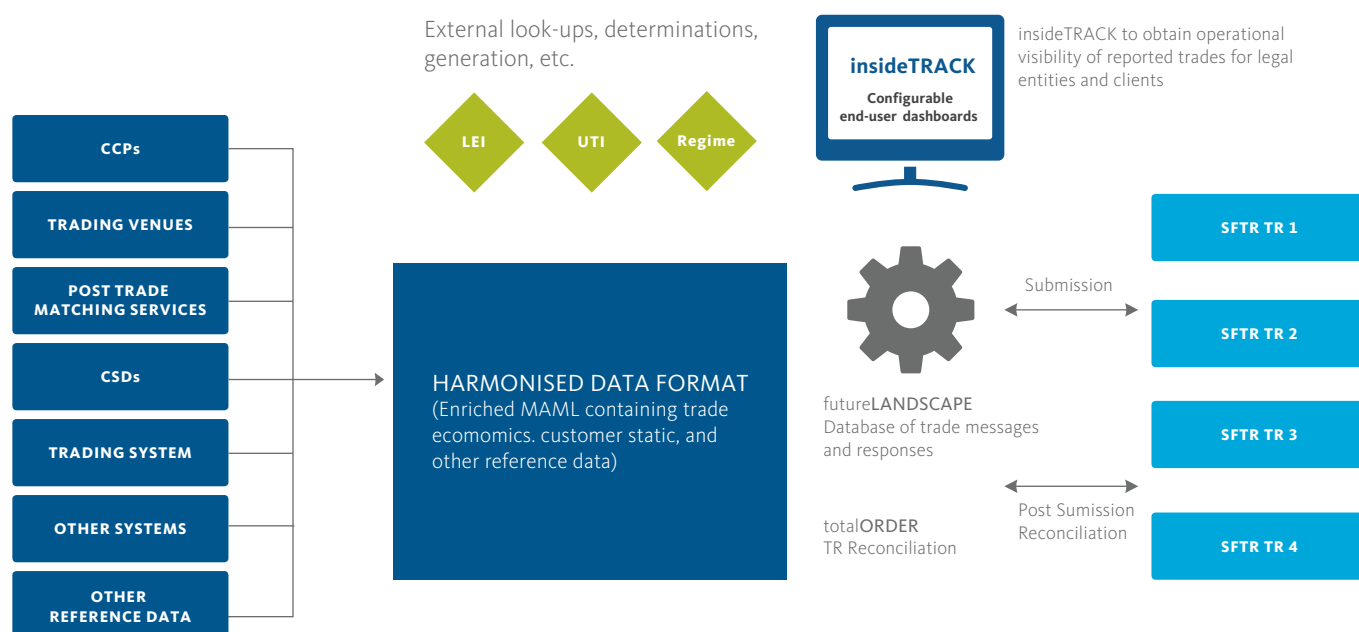 External look-ups, determinations,
generation, etc.
LEI
UTI
Regime
insideTRACK
Configurable
end-user dashboards
insideTRACK to obtain operational
visibility of reported trades for legal
entities and clients
CCPs
TRADING VENUES
POST TRADE
MATCHING SERVICES
CSDs
TRADING SYSTEM
OTHER SYSTEMS
OTHER
REFERENCE DATA
HARMONISED DATA FORMAT
(Enriched MAML containing trade
ecomomics. customer static, and
other reference data)
futureLANDSCAPE
Database of trade messages
and responses
totalORDER
TR Reconciliation
Submission
Post Sumission
Reconciliation
SFTR TR 1
SFTR TR 2
SFTR TR 3
SFTR TR 4